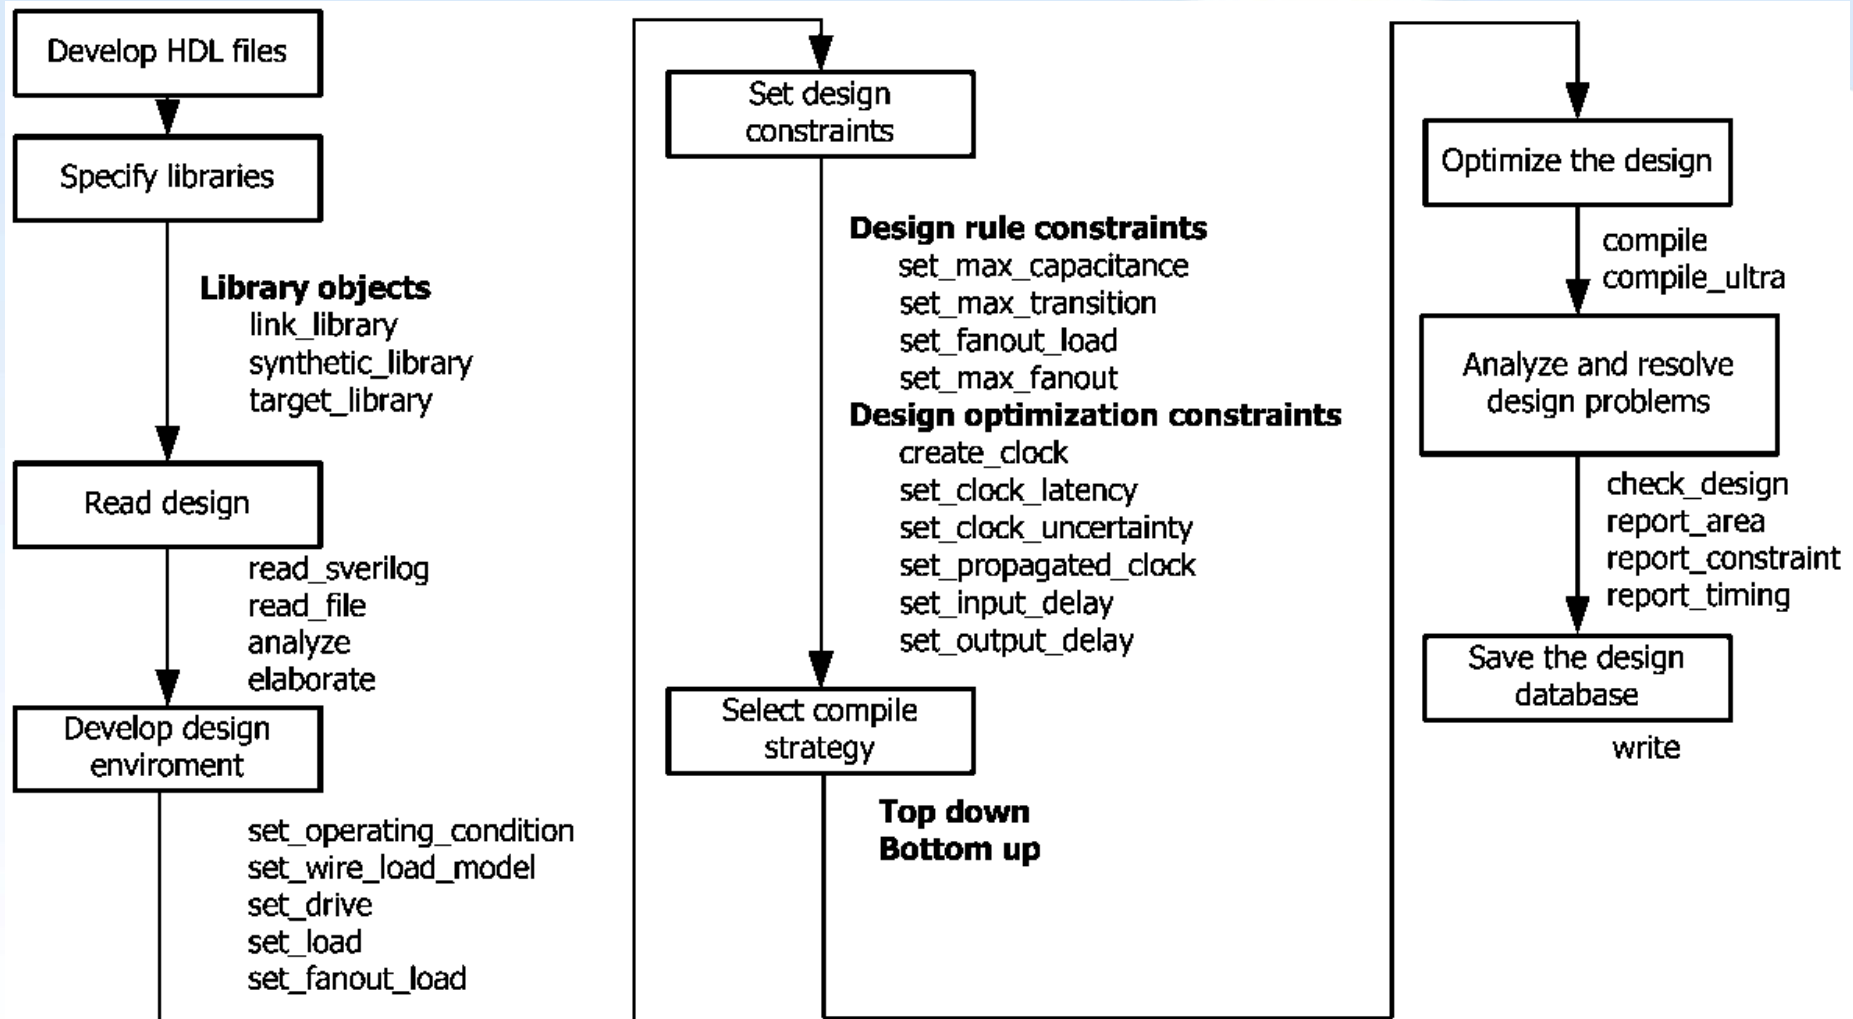 Develop HDL files
Specify libraries
Library objects
link_library
synthetic_library
target_library
Read design
read_sverilog
read_file
analyze
elaborate
Develop design
enviroment
set_operating_condition
set_wire_load_model
set_drive
set_load
set_fanout_load
Set design
constraints
Design rule constraints
set_max_capacitance
set_max_transition
set_fanout_load
set_max_fanout
Design optimization constraints
create_clock
set_clock_latency
set_clock_uncertainty
set_propagated_clock
set_input_delay
set_output_delay
Select compile
strategy
Top down
Bottom up
Optimize the design
compile
compile_ultra
Analyze and resolve
design problems
check_design
report_area
report_constraint
report_timing
Save the design
database
write